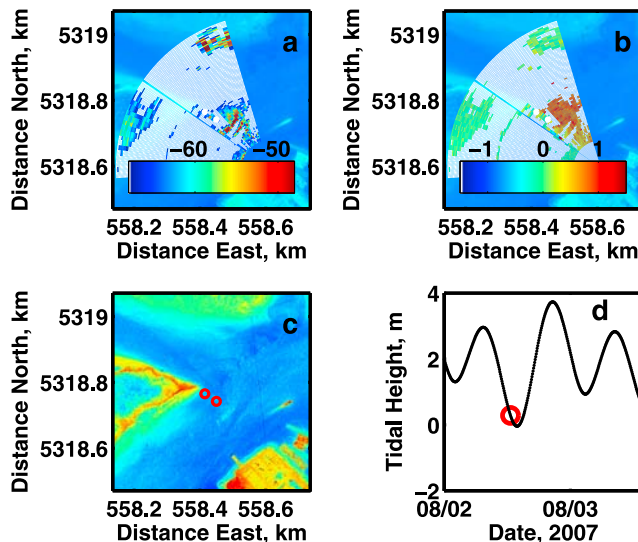 Distance North, km
5319
5318.8
5318.6
a
−60 −50
558.2 558.4 558.6
Distance East, km
Distance North, km
5319
5318.8
5318.6
b
−1 0 1
558.2 558.4 558.6
Distance East, km
Distance North, km
5319
5318.8
5318.6
c
558.2 558.4 558.6
Distance East, km
Tidal Height, m
4
2
0
−2
d
08/02 08/03
Date, 2007